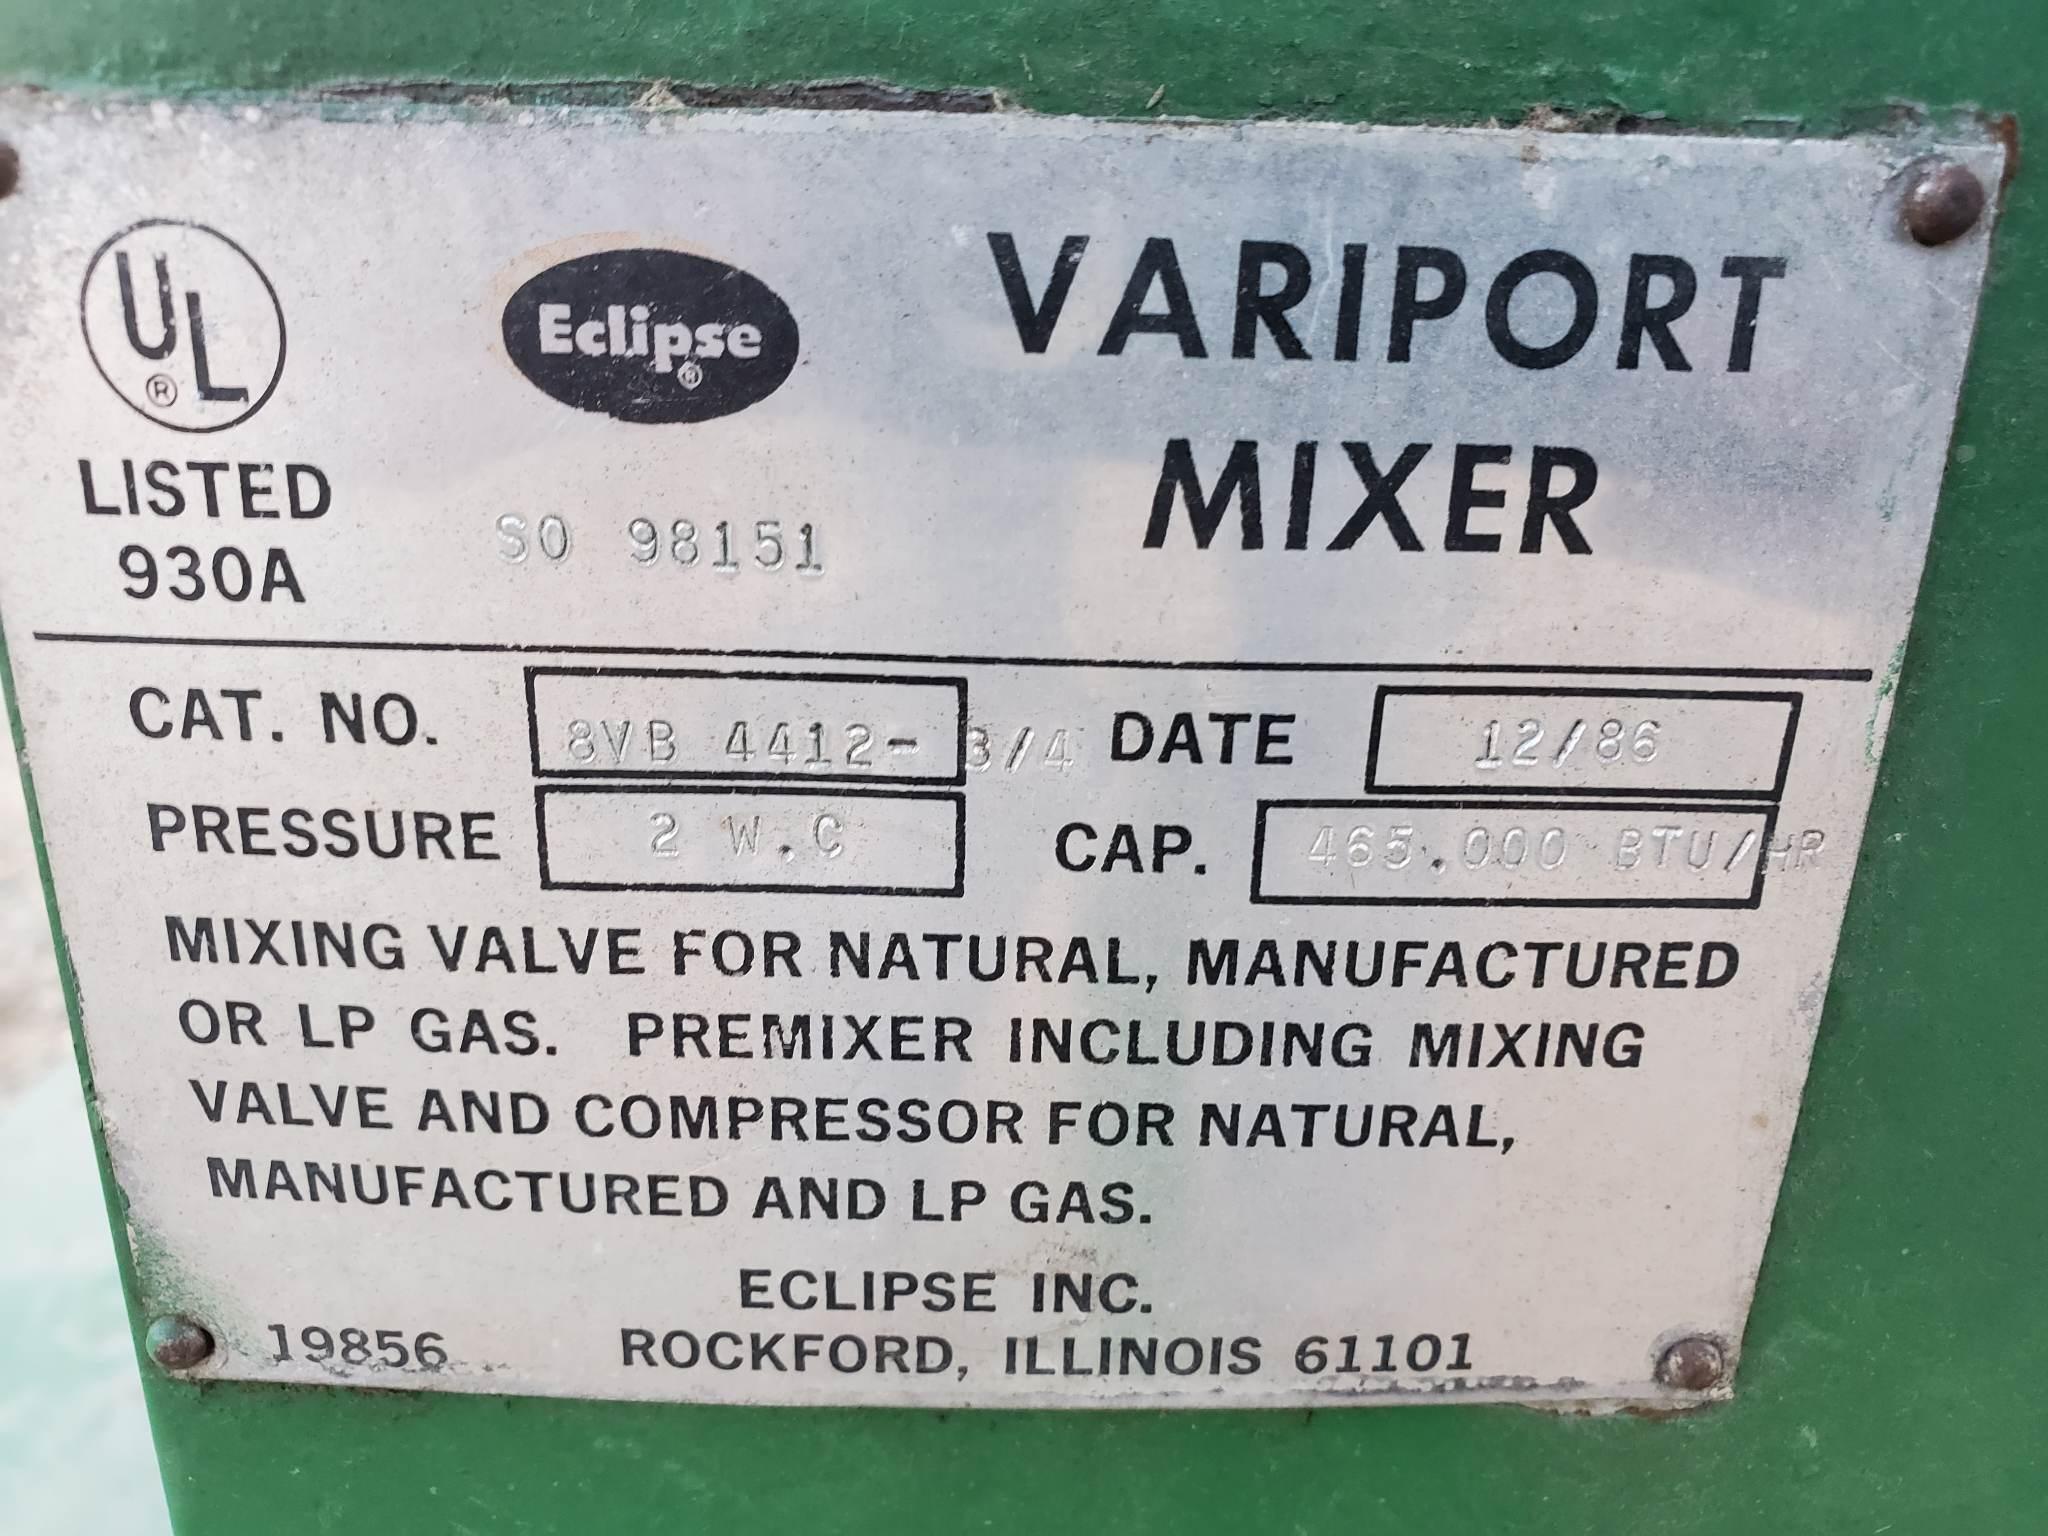 UL®
LISTED
930A
Eclipse®
SO 98151
VARIPORT
MIXER
CAT. NO. 8VB 4412- 3/4 DATE 12/86
PRESSURE 2 W.C CAP. 465.000 BTU/HR
MIXING VALVE FOR NATURAL, MANUFACTURED
OR LP GAS. PREMIXER INCLUDING MIXING
VALVE AND COMPRESSOR FOR NATURAL,
MANUFACTURED AND LP GAS.
ECLIPSE INC.
19856 ROCKFORD, ILLINOIS 61101